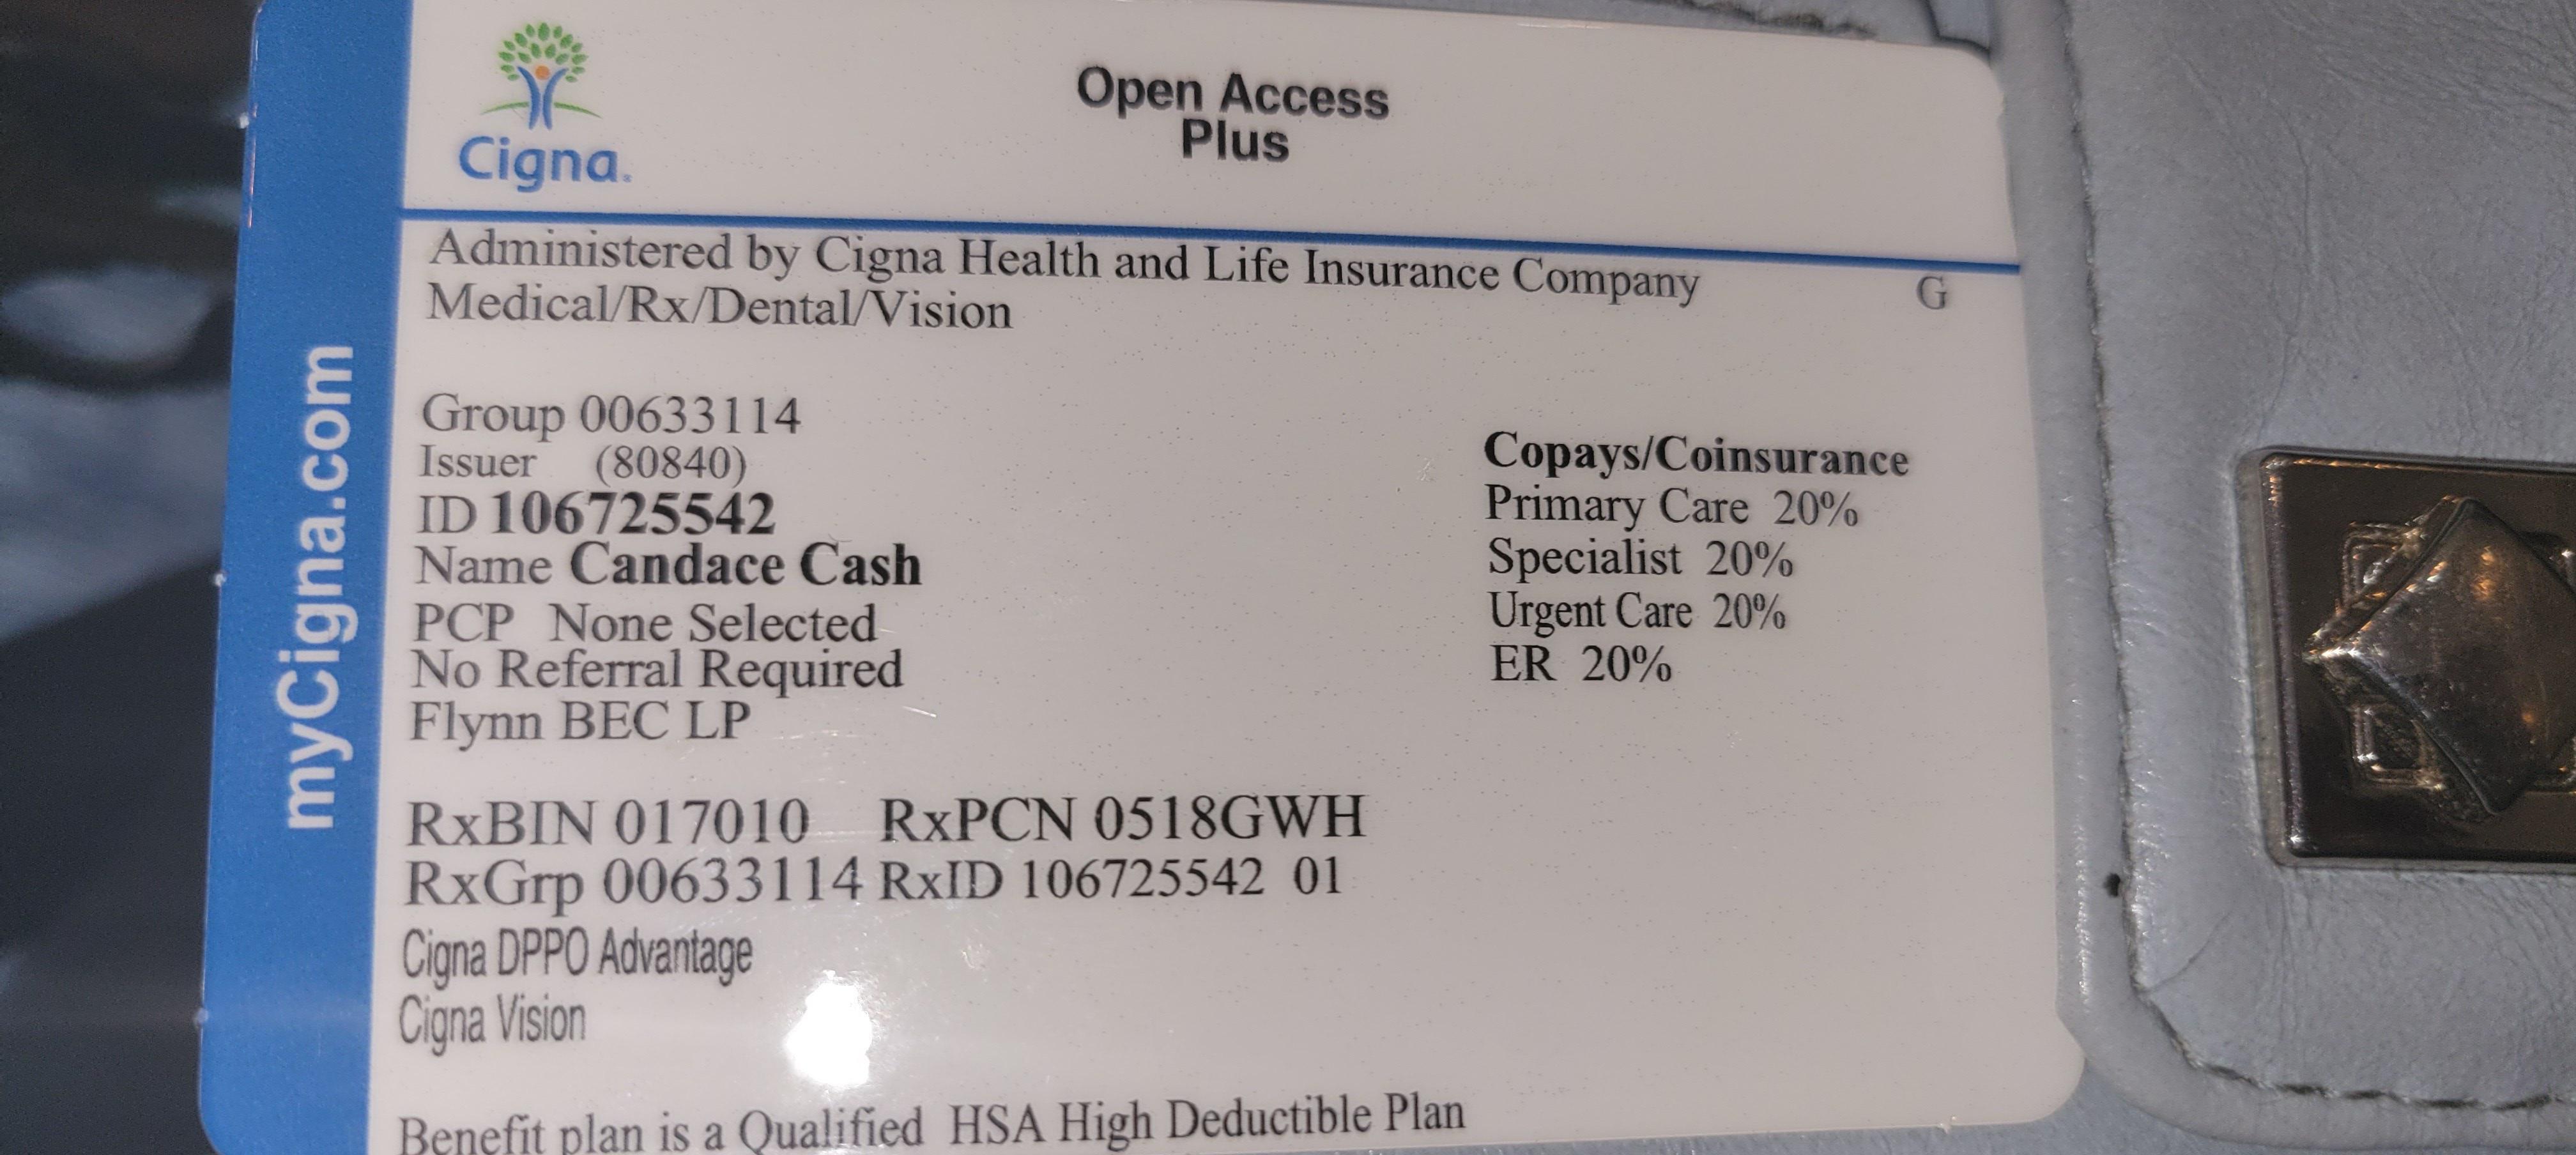 myCigna.com
Cigna.
Open Access
Plus
Administered by Cigna Health and Life Insurance Company
G
Medical/Rx/Dental/Vision
Group 00633114
Issuer (80840)
ID 106725542
Name Candace Cash
PCP None Selected
No Referral Required
Flynn BEC LP
Copays/Coinsurance
Primary Care 20%
Specialist 20%
Urgent Care 20%
ER 20%
RxBIN 017010 RxPCN 0518GWH
RxGrp 00633114 RxID 106725542 01
Cigna DPPO Advantage
Cigna Vision
Benefit plan is a Qualified HSA High Deductible Plan